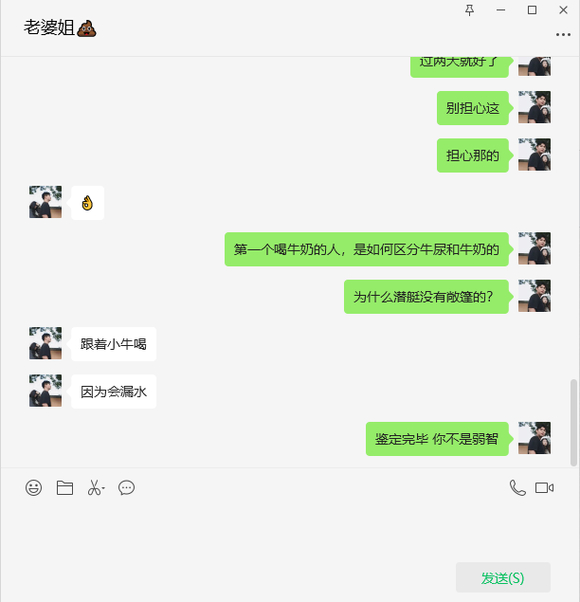 老婆姐💩
过两天就好了
别担心这
担心那的
👌
第一个喝牛奶的人，是如何区分牛尿和牛奶的
为什么潜艇没有敞篷的？
跟着小牛喝
因为会漏水
鉴定完毕 你不是弱智
发送(S)